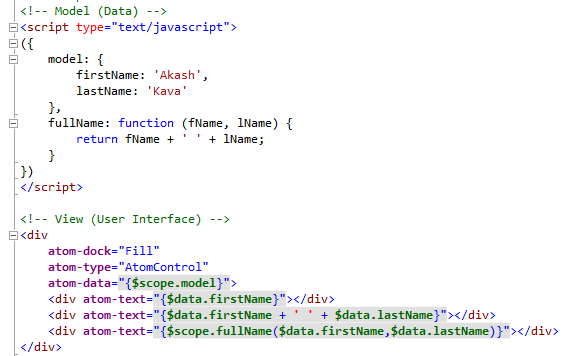 <!-- Model (Data) -->
<script type="text/javascript">
({
    model: {
        firstName: 'Akash',
        lastName: 'Kava'
    },
    fullName: function (fName, lName) {
        return fName + ' ' + lName;
    }
})
</script>

<!-- View (User Interface) -->
<div
    atom-dock="Fill"
    atom-type="AtomControl"
    atom-data="{$scope.model}">
    <div atom-text="{$data.firstName}"></div>
    <div atom-text="{$data.firstName + ' ' + $data.lastName}"></div>
    <div atom-text="{$scope.fullName($data.firstName,$data.lastName)}"></div>
</div>